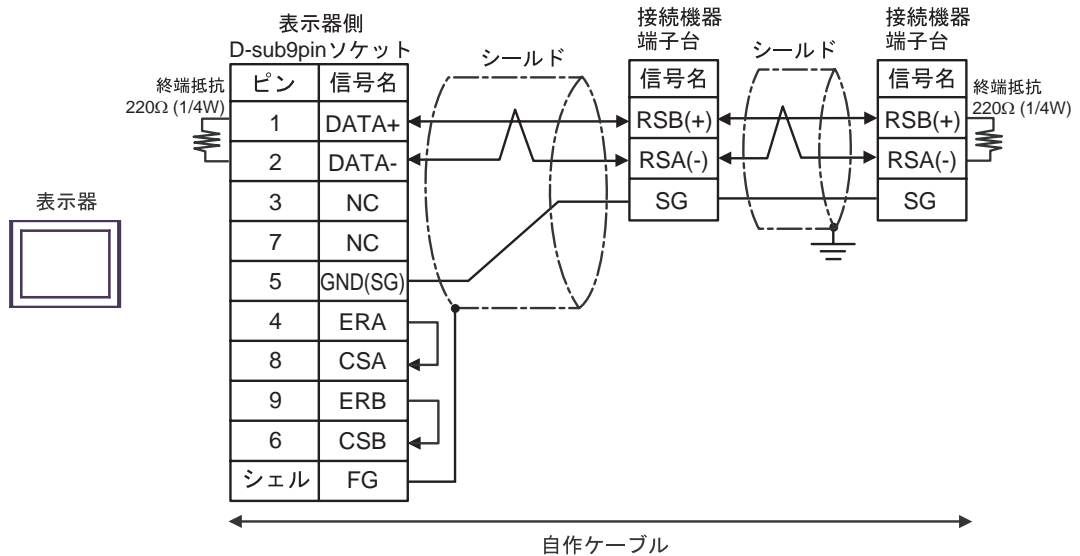 表示器側
D-sub9pinソケット
接続機器
端子台
接続機器
端子台
シールド
シールド
終端抵抗
220Ω (1/4W)
ピン 信号名
1 DATA+
2 DATA-
3 NC
7 NC
5 GND(SG)
4 ERA
8 CSA
9 ERB
6 CSB
シェル FG
信号名
RSB(+)
RSA(-)
SG
信号名
RSB(+)
RSA(-)
SG
終端抵抗
220Ω (1/4W)
表示器
自作ケーブル